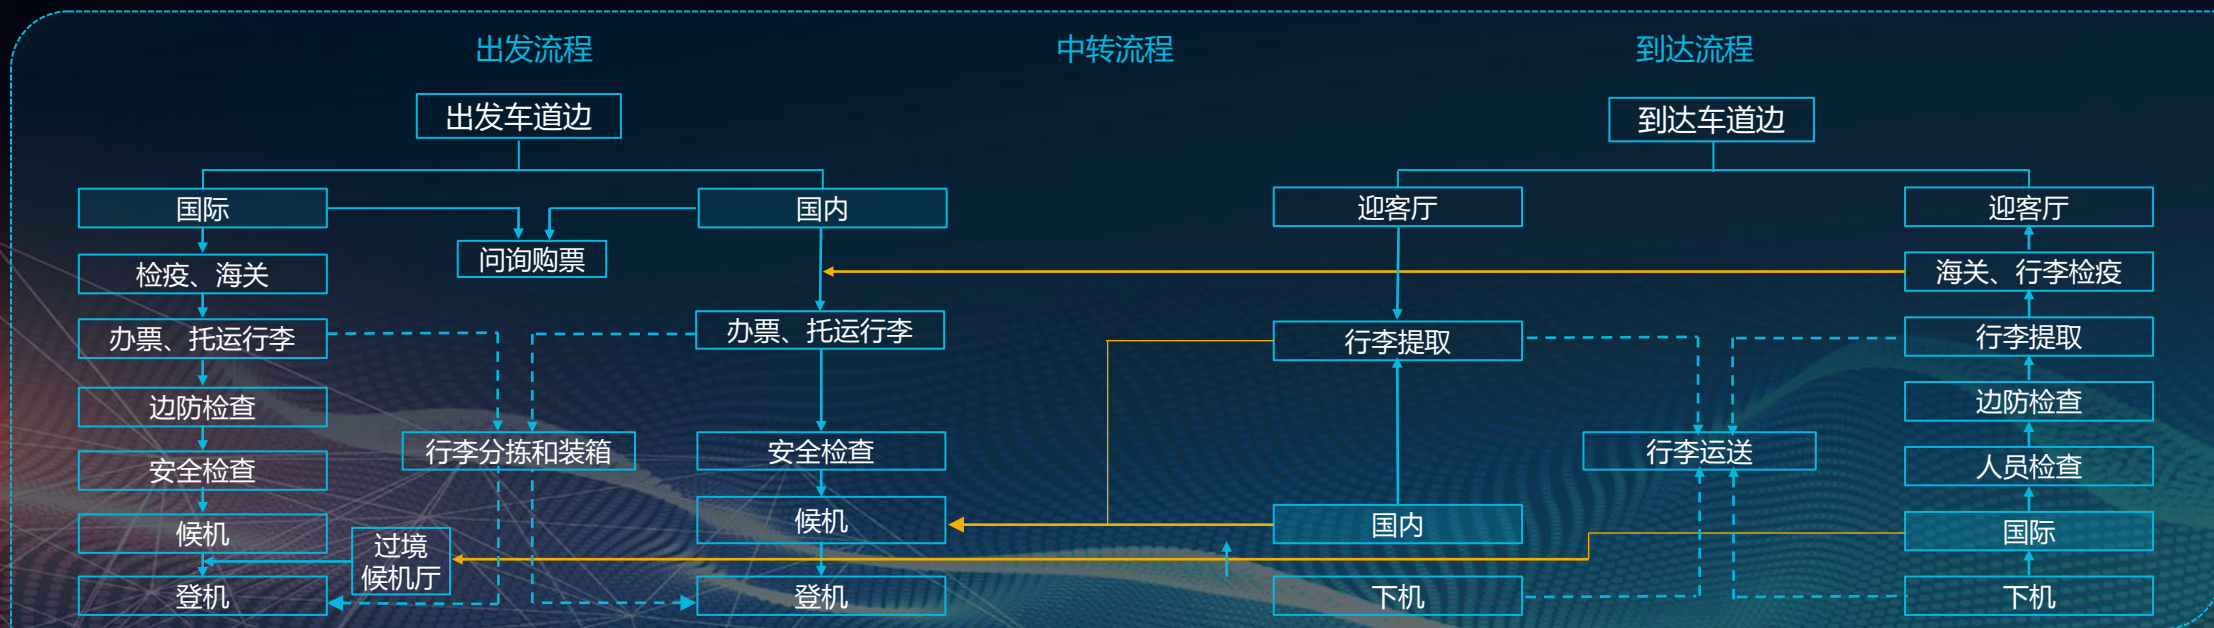 出发流程
中转流程
到达流程
出发车道边
到达车道边
国际
国内
迎客厅
迎客厅
问询购票
检疫、海关
海关、行李检疫
办票、托运行李
办票、托运行李
行李提取
行李提取
边防检查
边防检查
行李分拣和装箱
安全检查
行李运送
安全检查
人员检查
候机
候机
国内
国际
过境
候机厅
登机
登机
下机
下机